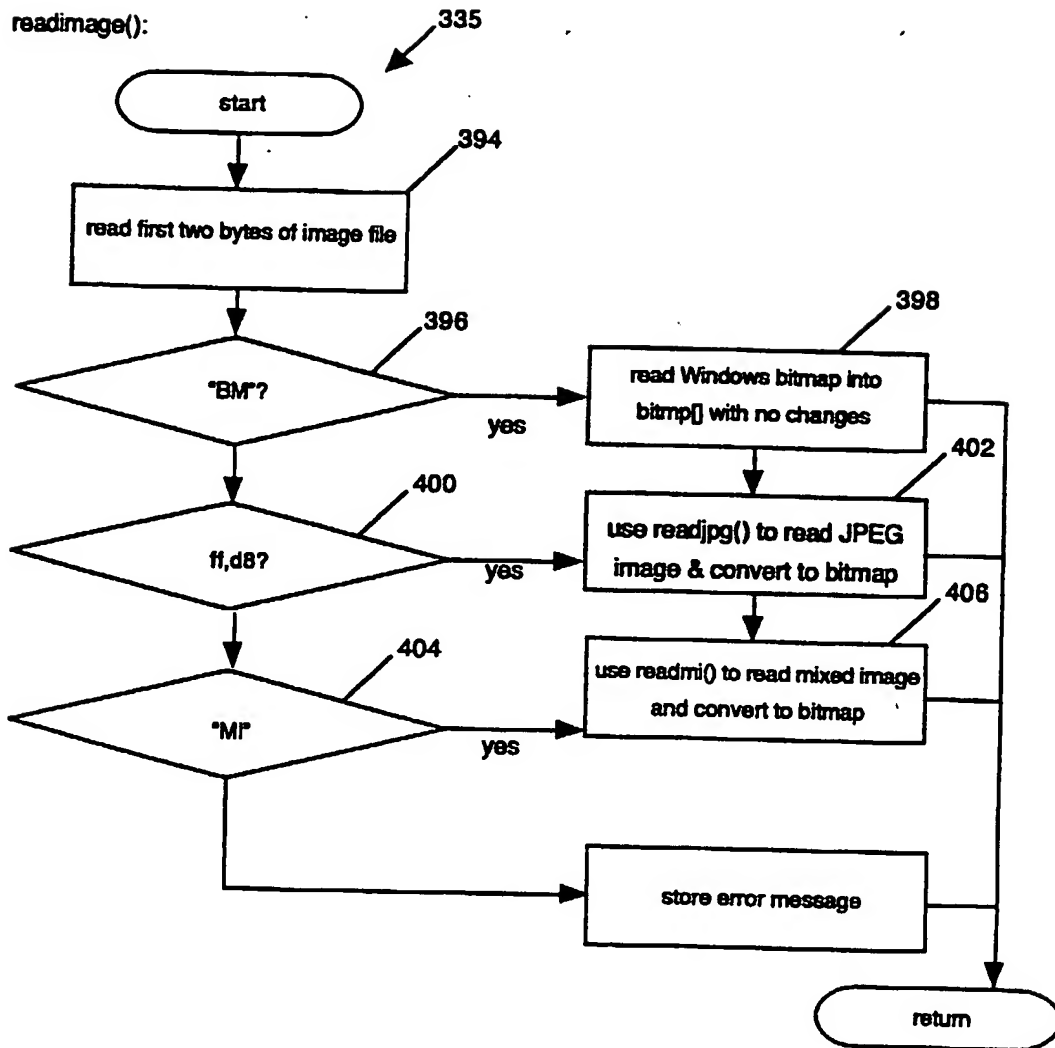 readimage():
335
start
394
read first two bytes of image file
396
"BM"?
yes
398
read Windows bitmap into
bitmp[] with no changes
400
ff,d8?
yes
402
use readjpg() to read JPEG
image & convert to bitmap
404
"MI"
yes
406
use readmi() to read mixed image
and convert to bitmap
store error message
return